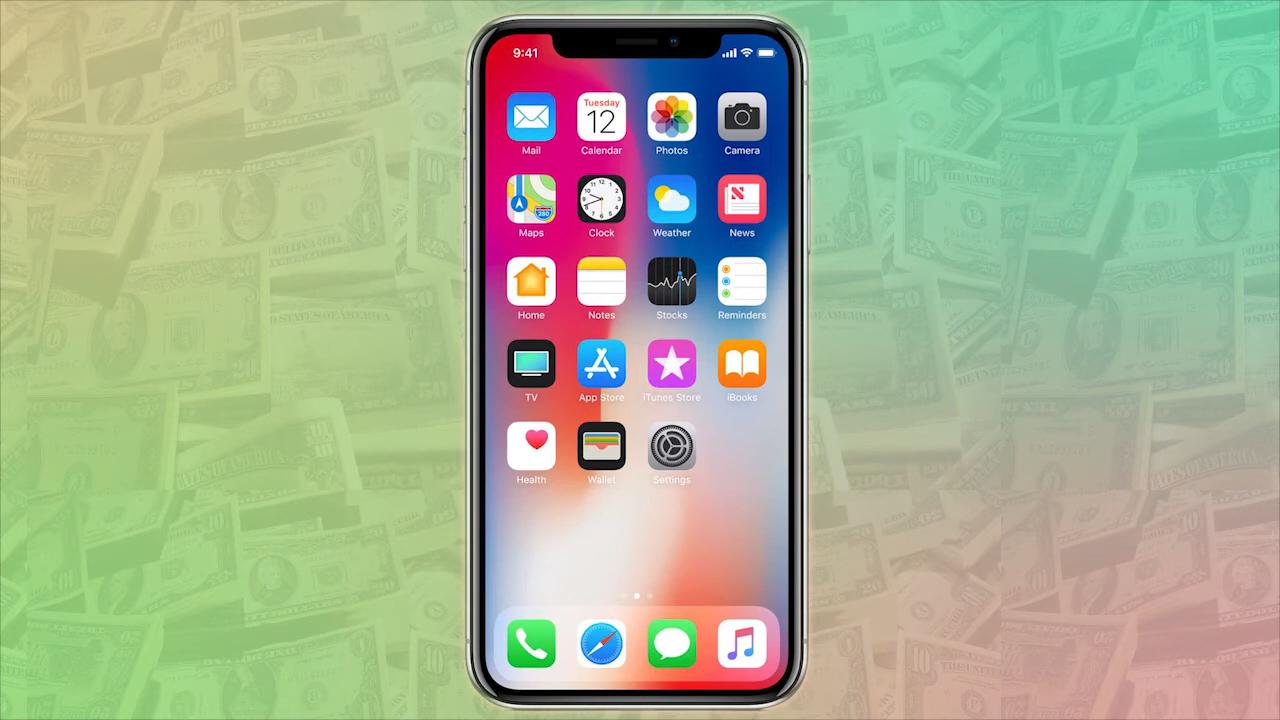 9:41
Tuesday
12
Mail
Calendar
Photos
Camera
280
Maps
Clock
Weather
News
Home
Notes
Stocks
Reminders
TV
App Store
iTunes Store
iBooks
Health
Wallet
Settings